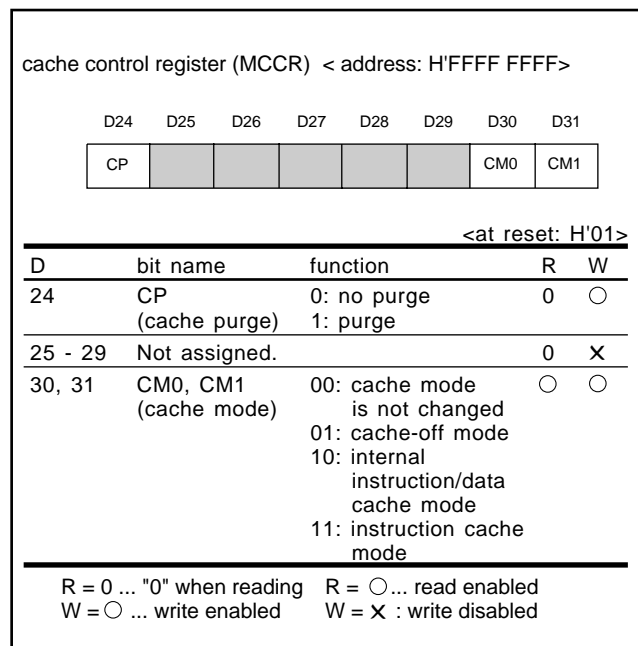 cache control register (MCCR) < address: H'FFFF FFFF>
D24 D25 D26 D27 D28 D29 D30 D31
CP CM0 CM1
<at reset: H'01>
D bit name function R W
24 CP 0: no purge 0 ○
(cache purge) 1: purge
25 - 29 Not assigned. 0 ×
30, 31 CM0, CM1 00: cache mode ○ ○
(cache mode) is not changed
01: cache-off mode
10: internal
instruction/data
cache mode
11: instruction cache
mode
R = 0 ... "0" when reading R = ○... read enabled
W = ○ ... write enabled W = × : write disabled